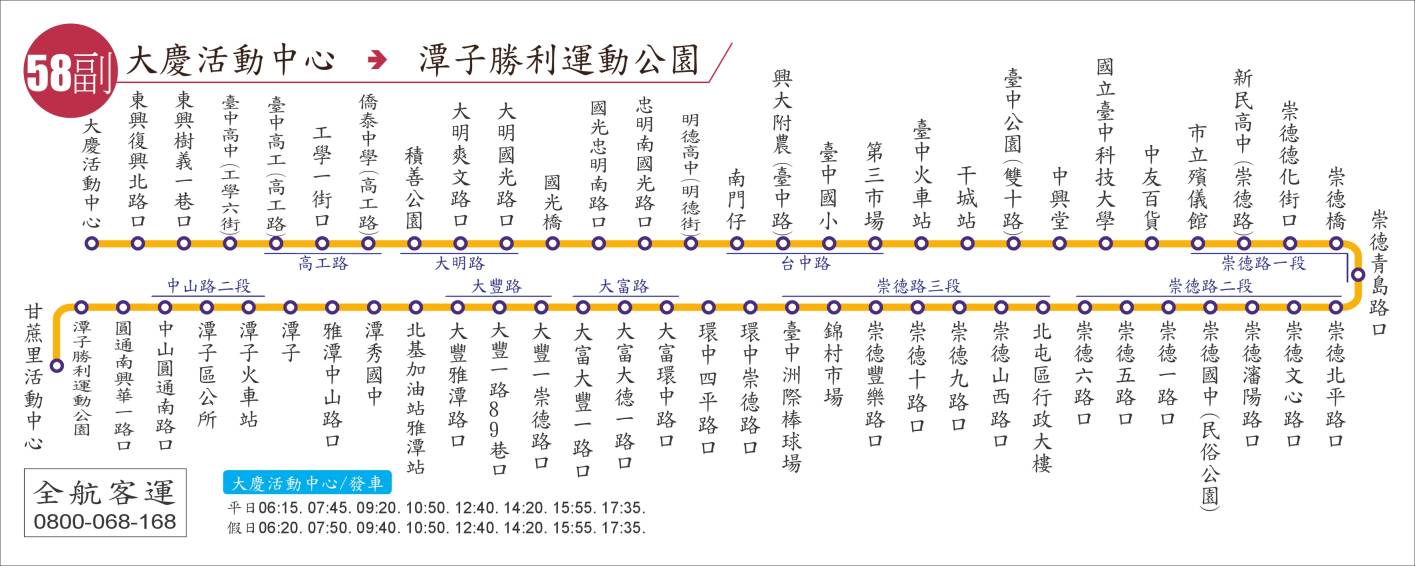 58副
大慶活動中心 → 潭子勝利運動公園
大慶活動中心
東興復興北路口
東興樹義一巷口
臺中高中(工學六街)
臺中高工(高工路)
工學一街口
僑泰中學(高工路)
積善公園
大明爽文路口
大明國光路口
國光橋
國光忠明南路口
忠明南國光路口
明德高中(明德街)
南門仔
興大附農(臺中路)
臺中國小
第三市場
臺中火車站
干城站
臺中公園(雙十路)
中興堂
國立臺中科技大學
中友百貨
市立殯儀館
新民高中(崇德路)
崇德德化街口
崇德橋
崇德青島路口
高工路
大明路
台中路
崇德路一段
中山路二段
大豐路
大富路
崇德路三段
崇德路二段
甘蔗里活動中心
潭子勝利運動公園
圓通南興華一路口
中山圓通南路口
潭子區公所
潭子火車站
潭子
雅潭中山路口
潭秀國中
北基加油站雅潭站
大豐雅潭路口
大豐一路89巷口
大豐一崇德路口
大富大豐一路口
大富大德一路口
大富環中路口
環中四平路口
環中崇德路口
臺中洲際棒球場
錦村市場
崇德豐樂路口
崇德十路口
崇德九路口
崇德山西路口
北屯區行政大樓
崇德六路口
崇德五路口
崇德一路口
崇德國中(民俗公園)
崇德瀋陽路口
崇德文心路口
崇德北平路口
全航客運
0800-068-168
大慶活動中心/發車
平日06:15. 07:45. 09:20. 10:50. 12:40. 14:20. 15:55. 17:35.
假日06:20. 07:50. 09:40. 10:50. 12:40. 14:20. 15:55. 17:35.